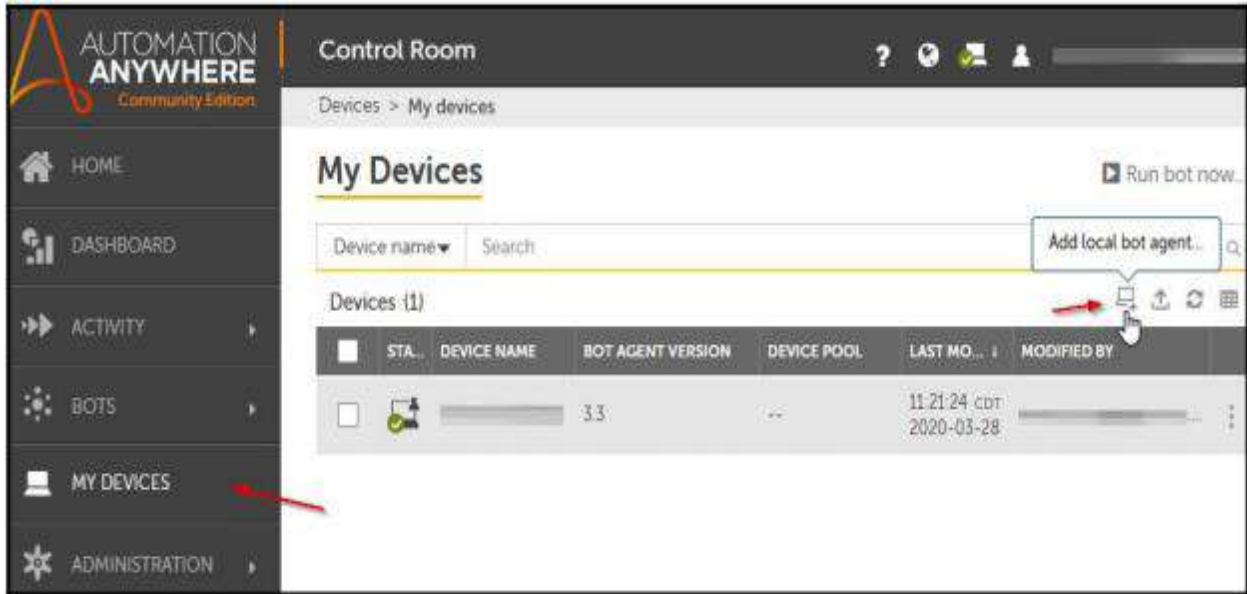 AUTOMATION
ANYWHERE
Community Edition
Control Room
?
Devices > My devices
HOME
My Devices
Run bot now..
DASHBOARD
Device name
Search
Add local bot agent...
Devices (1)
ACTIVITY
STA... DEVICE NAME BOT AGENT VERSION DEVICE POOL LAST MO... MODIFIED BY
BOTS
3.3
--
11:21:24 CDT
2020-03-28
...
MY DEVICES
ADMINISTRATION